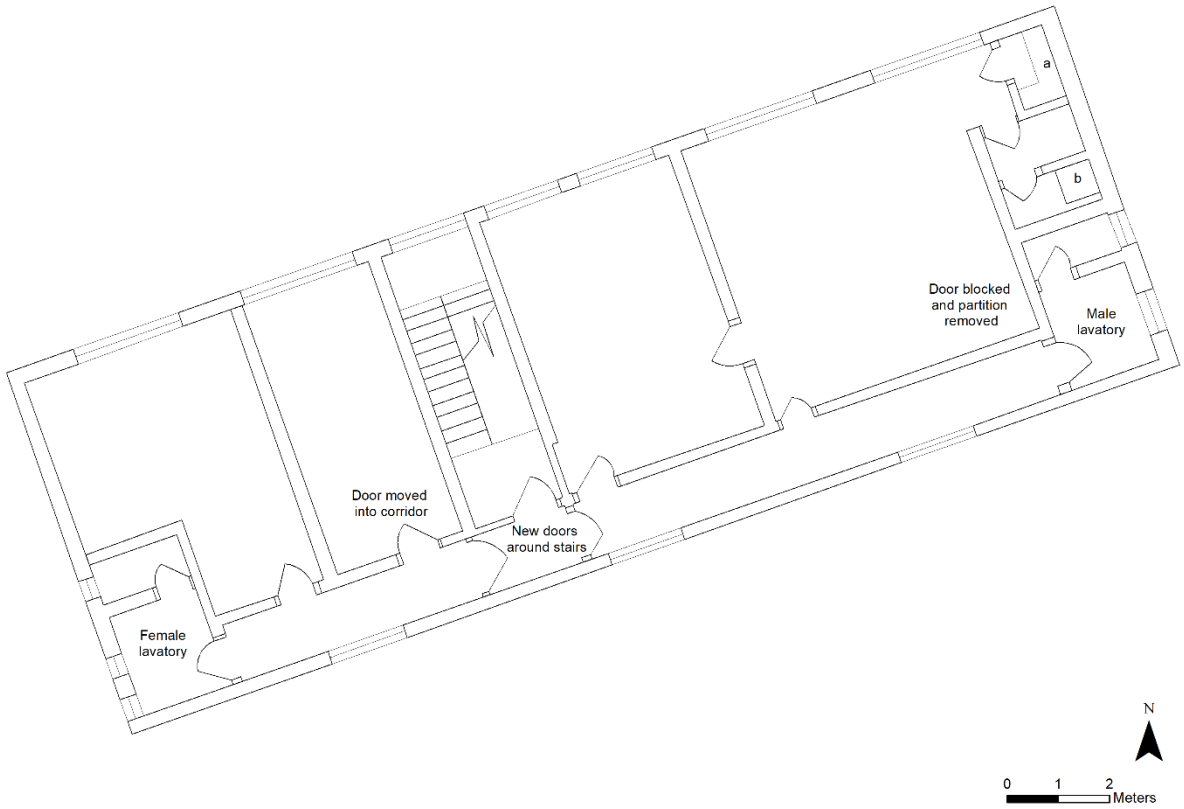 a
b
Door blocked
and partition
removed
Male
lavatory
Door moved
into corridor
New doors
around stairs
Female
lavatory
N
0 1 2
Meters